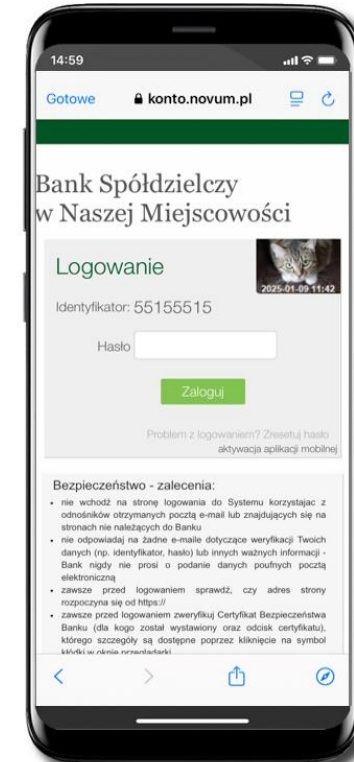 14:59
Gotowe konto.novum.pl
Bank Spółdzielczy
w Naszej Miejscowości
Logowanie
2025-01-09 11:42
Identyfikator: 55155515
Hasło
Zaloguj
Problem z logowaniem? Zresetuj hasło
aktywacja aplikacji mobilnej
Bezpieczeństwo - zalecenia:
• nie wchodź na stronę logowania do Systemu korzystając z
odnośników otrzymanych pocztą e-mail lub znajdujących się na
stronach nie należących do Banku
• nie odpowiadaj na żadne e-maile dotyczące weryfikacji Twoich
danych (np. identyfikator, hasło) lub innych ważnych informacji -
Bank nigdy nie prosi o podanie danych poufnych pocztą
elektroniczną
• zawsze przed logowaniem sprawdź, czy adres strony
rozpoczyna się od https://
• zawsze przed logowaniem zweryfikuj Certyfikat Bezpieczeństwa
Banku (dla kogo został wystawiony oraz odcisk certyfikatu),
którego szczegóły są dostępne poprzez kliknięcie na symbol
kłódki w oknie przeglądarki